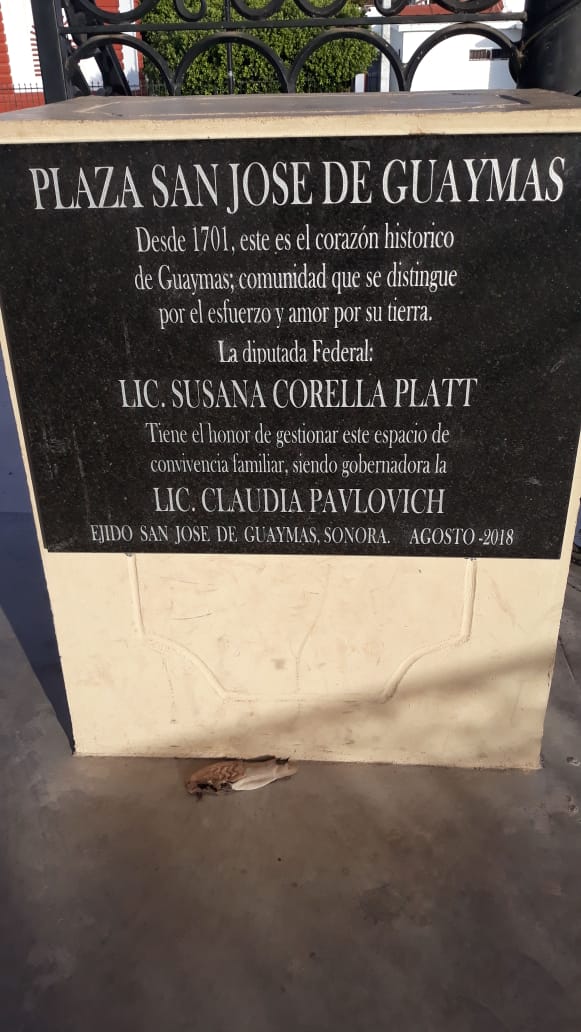 PLAZA SAN JOSE DE GUAYMAS
Desde 1701, este es el corazón historico
de Guaymas; comunidad que se distingue
por el esfuerzo y amor por su tierra.
La diputada Federal:
LIC. SUSANA CORELLA PLATT
Tiene el honor de gestionar este espacio de
convivencia familiar, siendo gobernadora la
LIC. CLAUDIA PAVLOVICH
EJIDO SAN JOSE DE GUAYMAS, SONORA. AGOSTO -2018